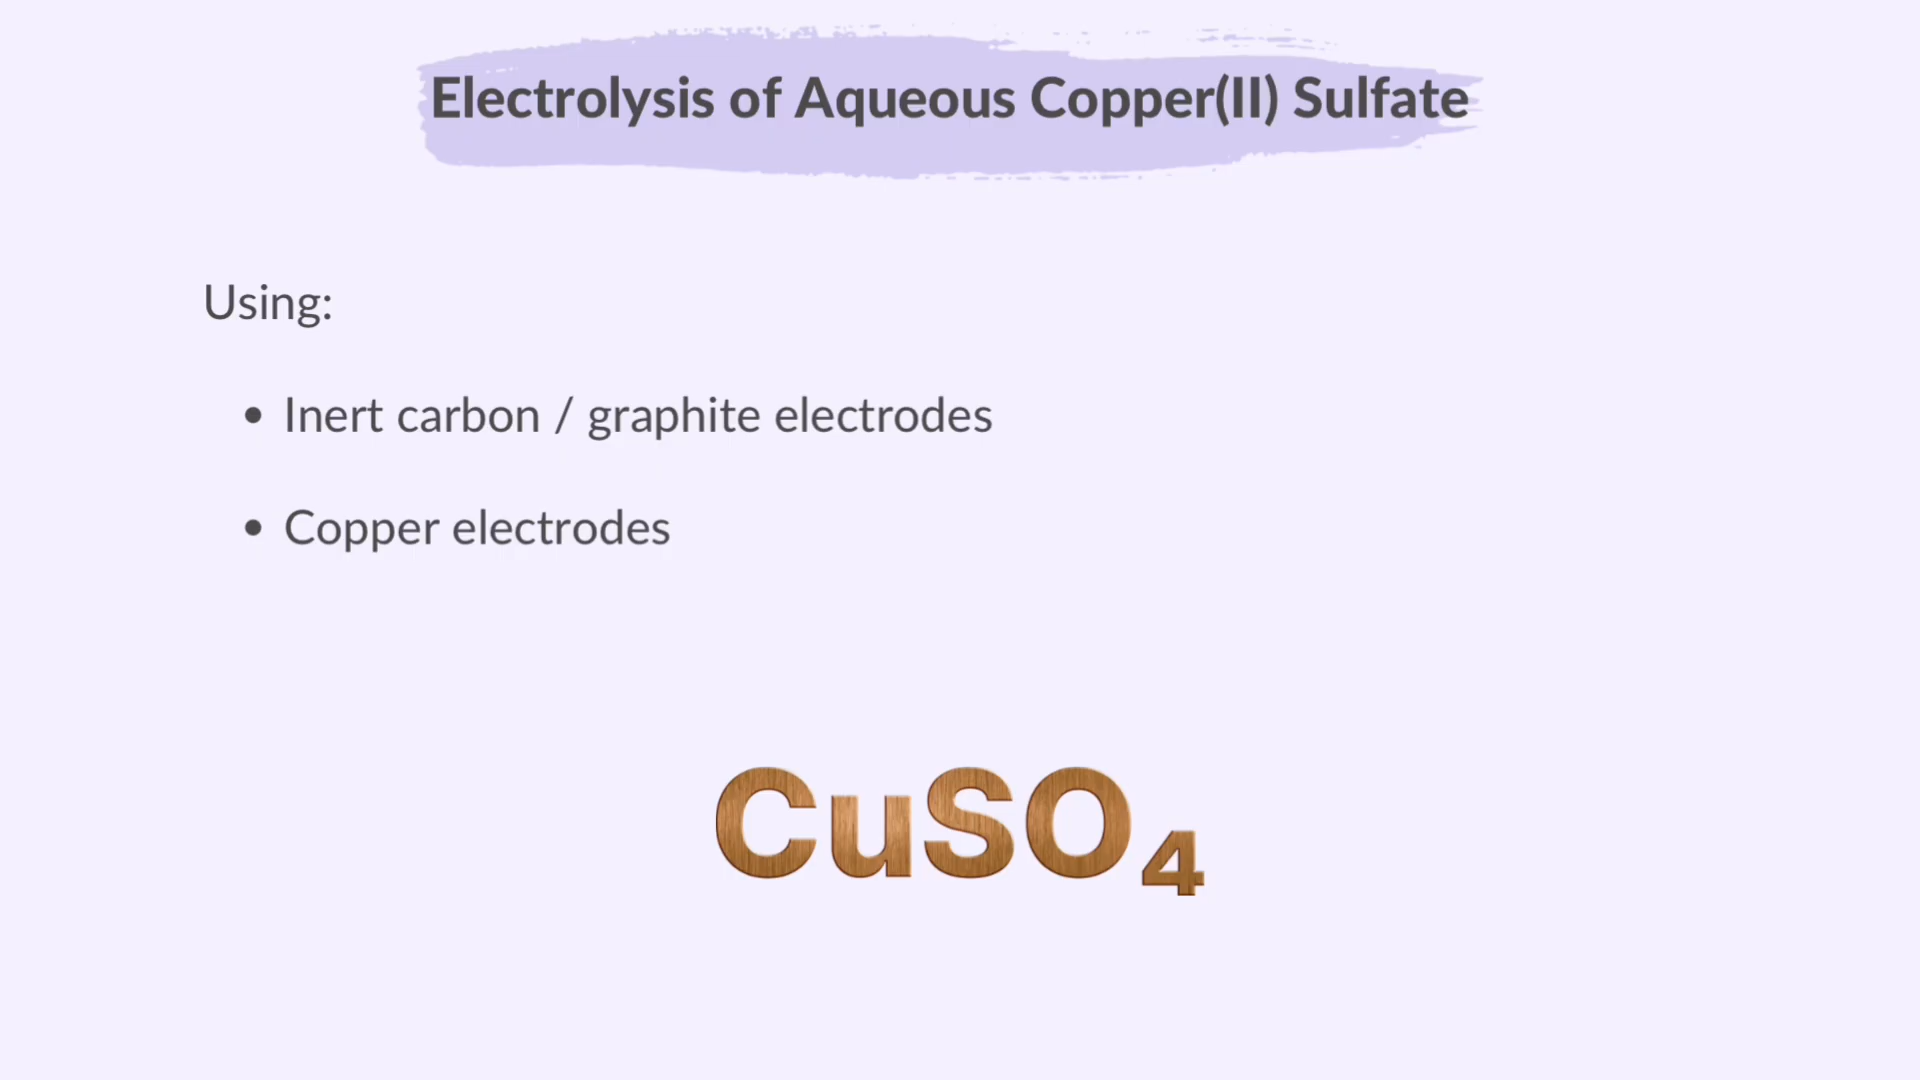 Electrolysis of Aqueous Copper(II) Sulfate
Using:
• Inert carbon / graphite electrodes
• Copper electrodes
CuSO₄